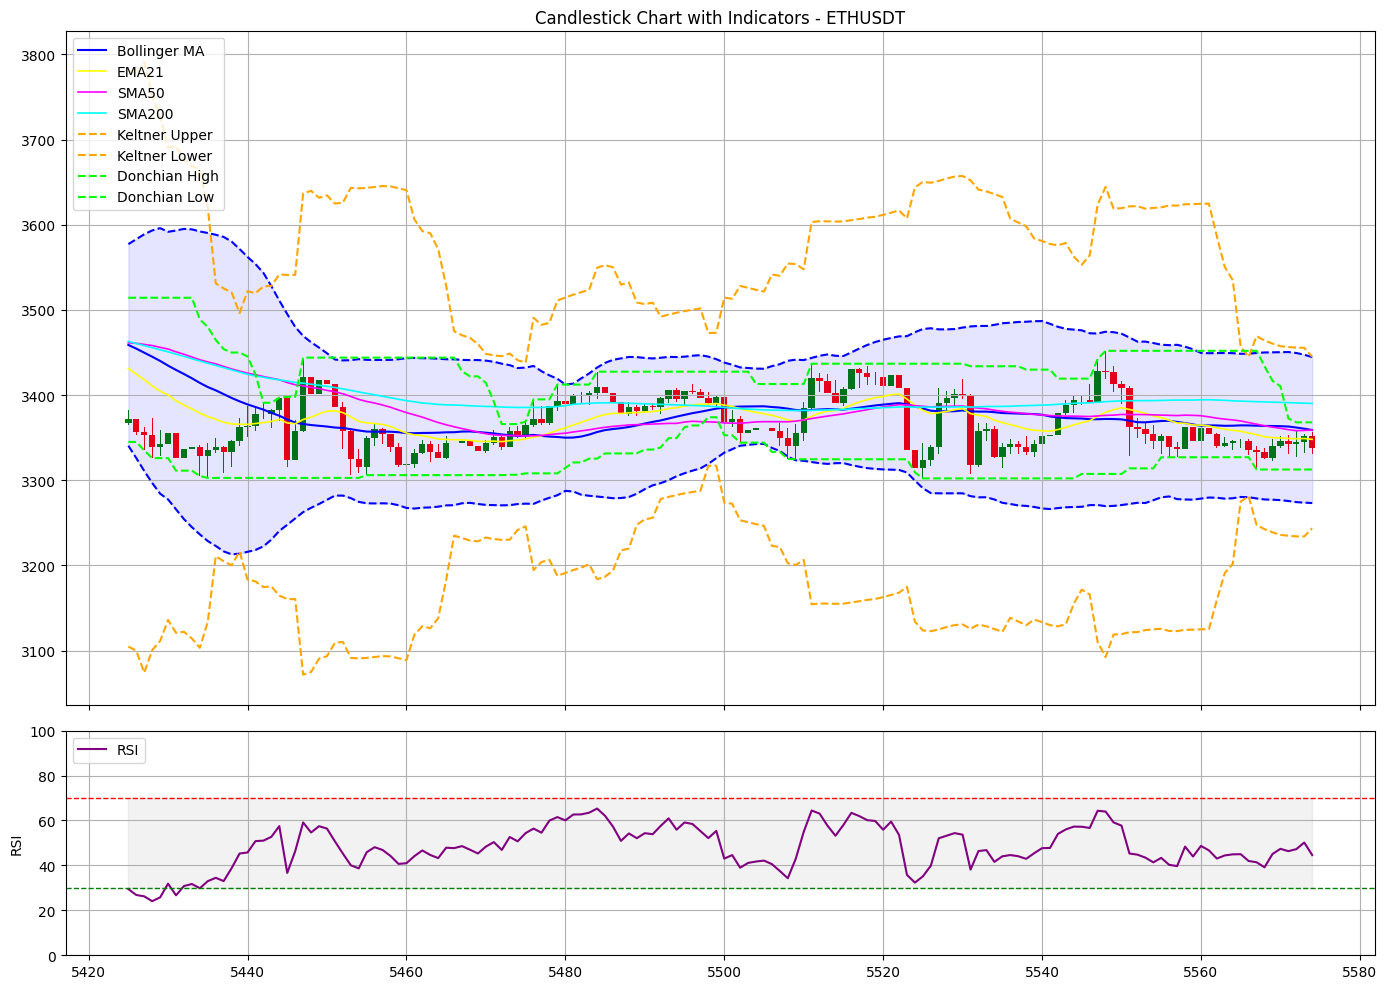 Candlestick Chart with Indicators - ETHUSDT
3800
3700
3600
3500
3400
3300
3200
3100
Bollinger MA
EMA21
SMA50
SMA200
Keltner Upper
Keltner Lower
Donchian High
Donchian Low
100
80
60
40
20
0
RSI
RSI
5420 5440 5460 5480 5500 5520 5540 5560 5580